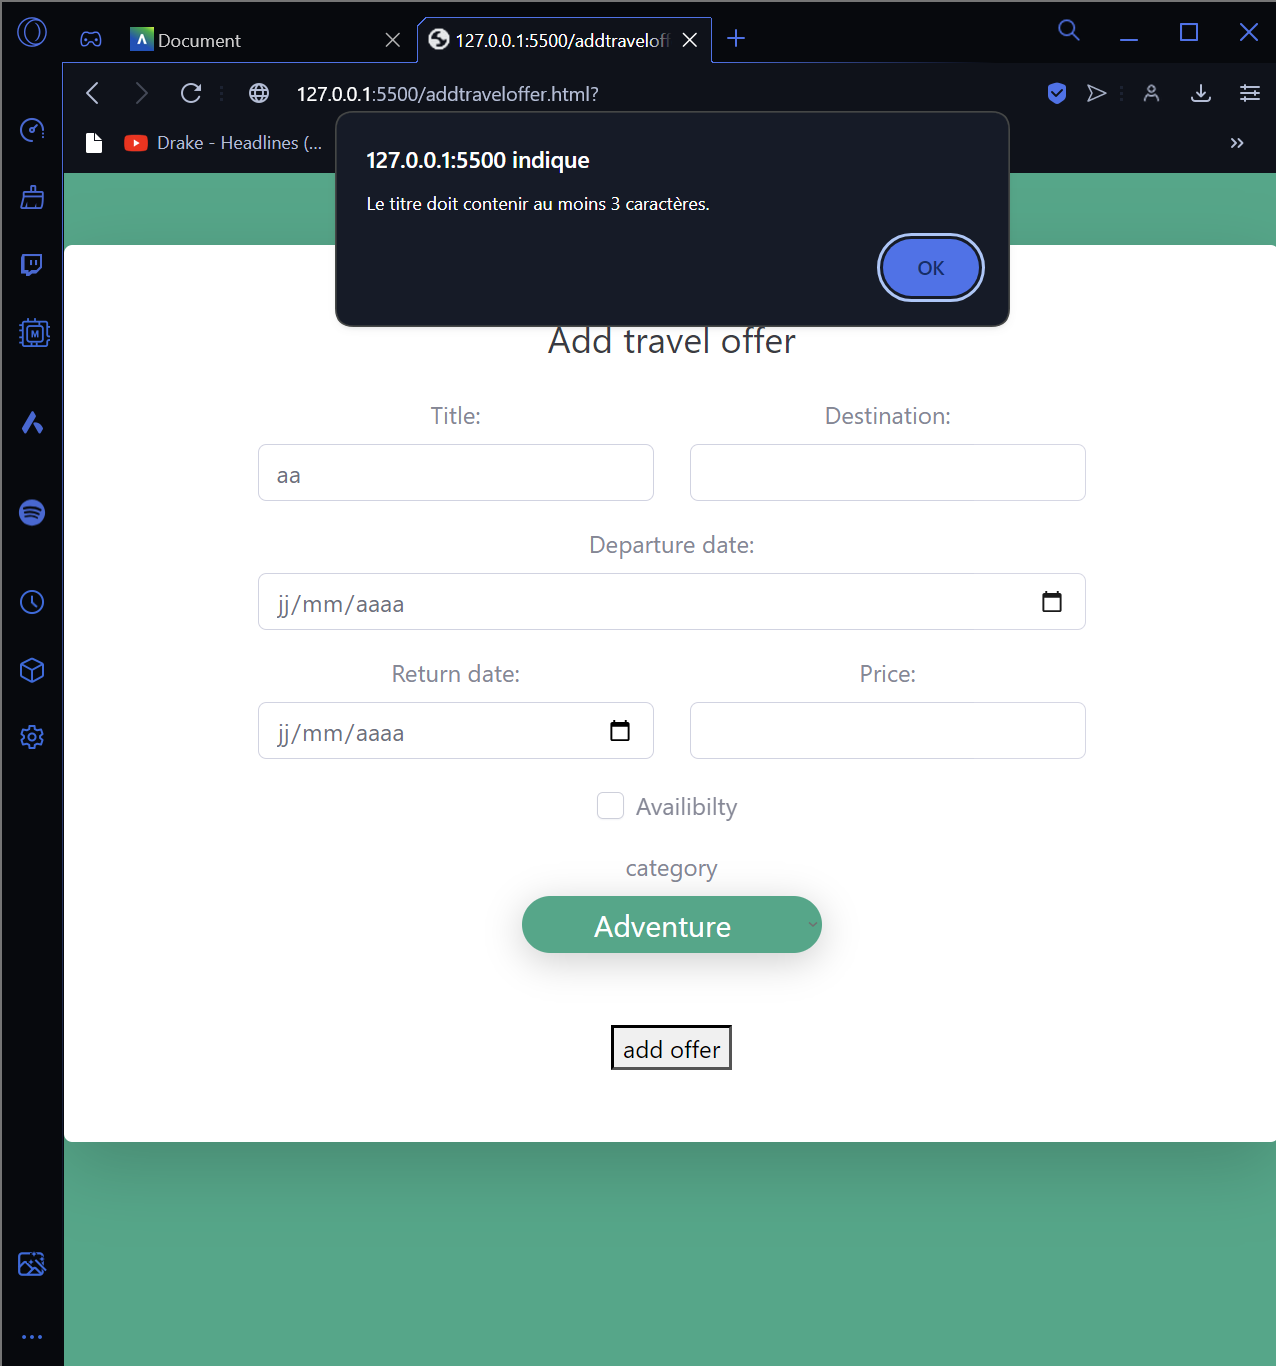 Document
127.0.0.1:5500/addtraveloff
127.0.0.1:5500/addtraveloffer.html?
Drake - Headlines (...
127.0.0.1:5500 indique
Le titre doit contenir au moins 3 caractères.
OK
Add travel offer
Title:
Destination:
aa
Departure date:
jj/mm/aaaa
Return date:
Price:
jj/mm/aaaa
Availibilty
category
Adventure
add offer